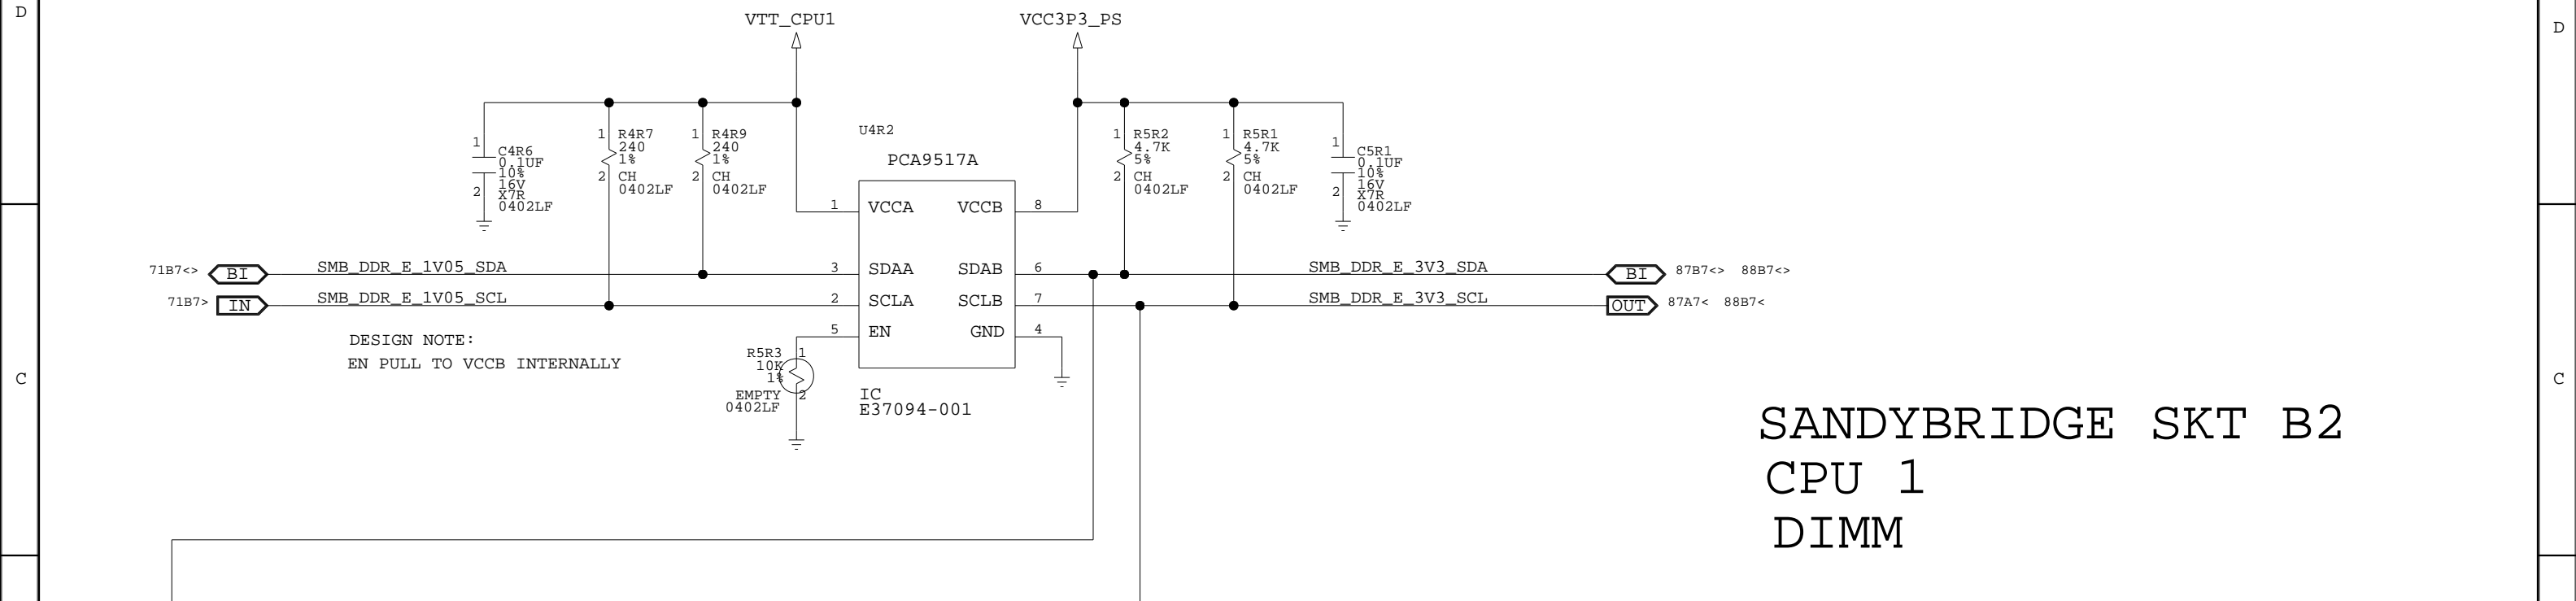 D
VTT_CPU1
VCC3P3_PS
D
1
C4R6
0.1UF
10%
16V
X7R
0402LF
2
1
R4R7
240
1%
2
CH
0402LF
1
R4R9
240
1%
2
CH
0402LF
U4R2
PCA9517A
1
R5R2
4.7K
5%
2
CH
0402LF
1
R5R1
4.7K
5%
2
CH
0402LF
1
C5R1
0.1UF
10%
16V
X7R
0402LF
2
1 VCCA VCCB 8
71B7<> BI SMB_DDR_E_1V05_SDA 3 SDAA SDAB 6 SMB_DDR_E_3V3_SDA BI 87B7<> 88B7<>
71B7> IN SMB_DDR_E_1V05_SCL 2 SCLA SCLB 7 SMB_DDR_E_3V3_SCL OUT 87A7< 88B7<
5 EN GND 4
DESIGN NOTE:
EN PULL TO VCCB INTERNALLY
R5R3 1
10K
1%
EMPTY 2
0402LF
IC
E37094-001
C
C
SANDYBRIDGE SKT B2
CPU 1
DIMM